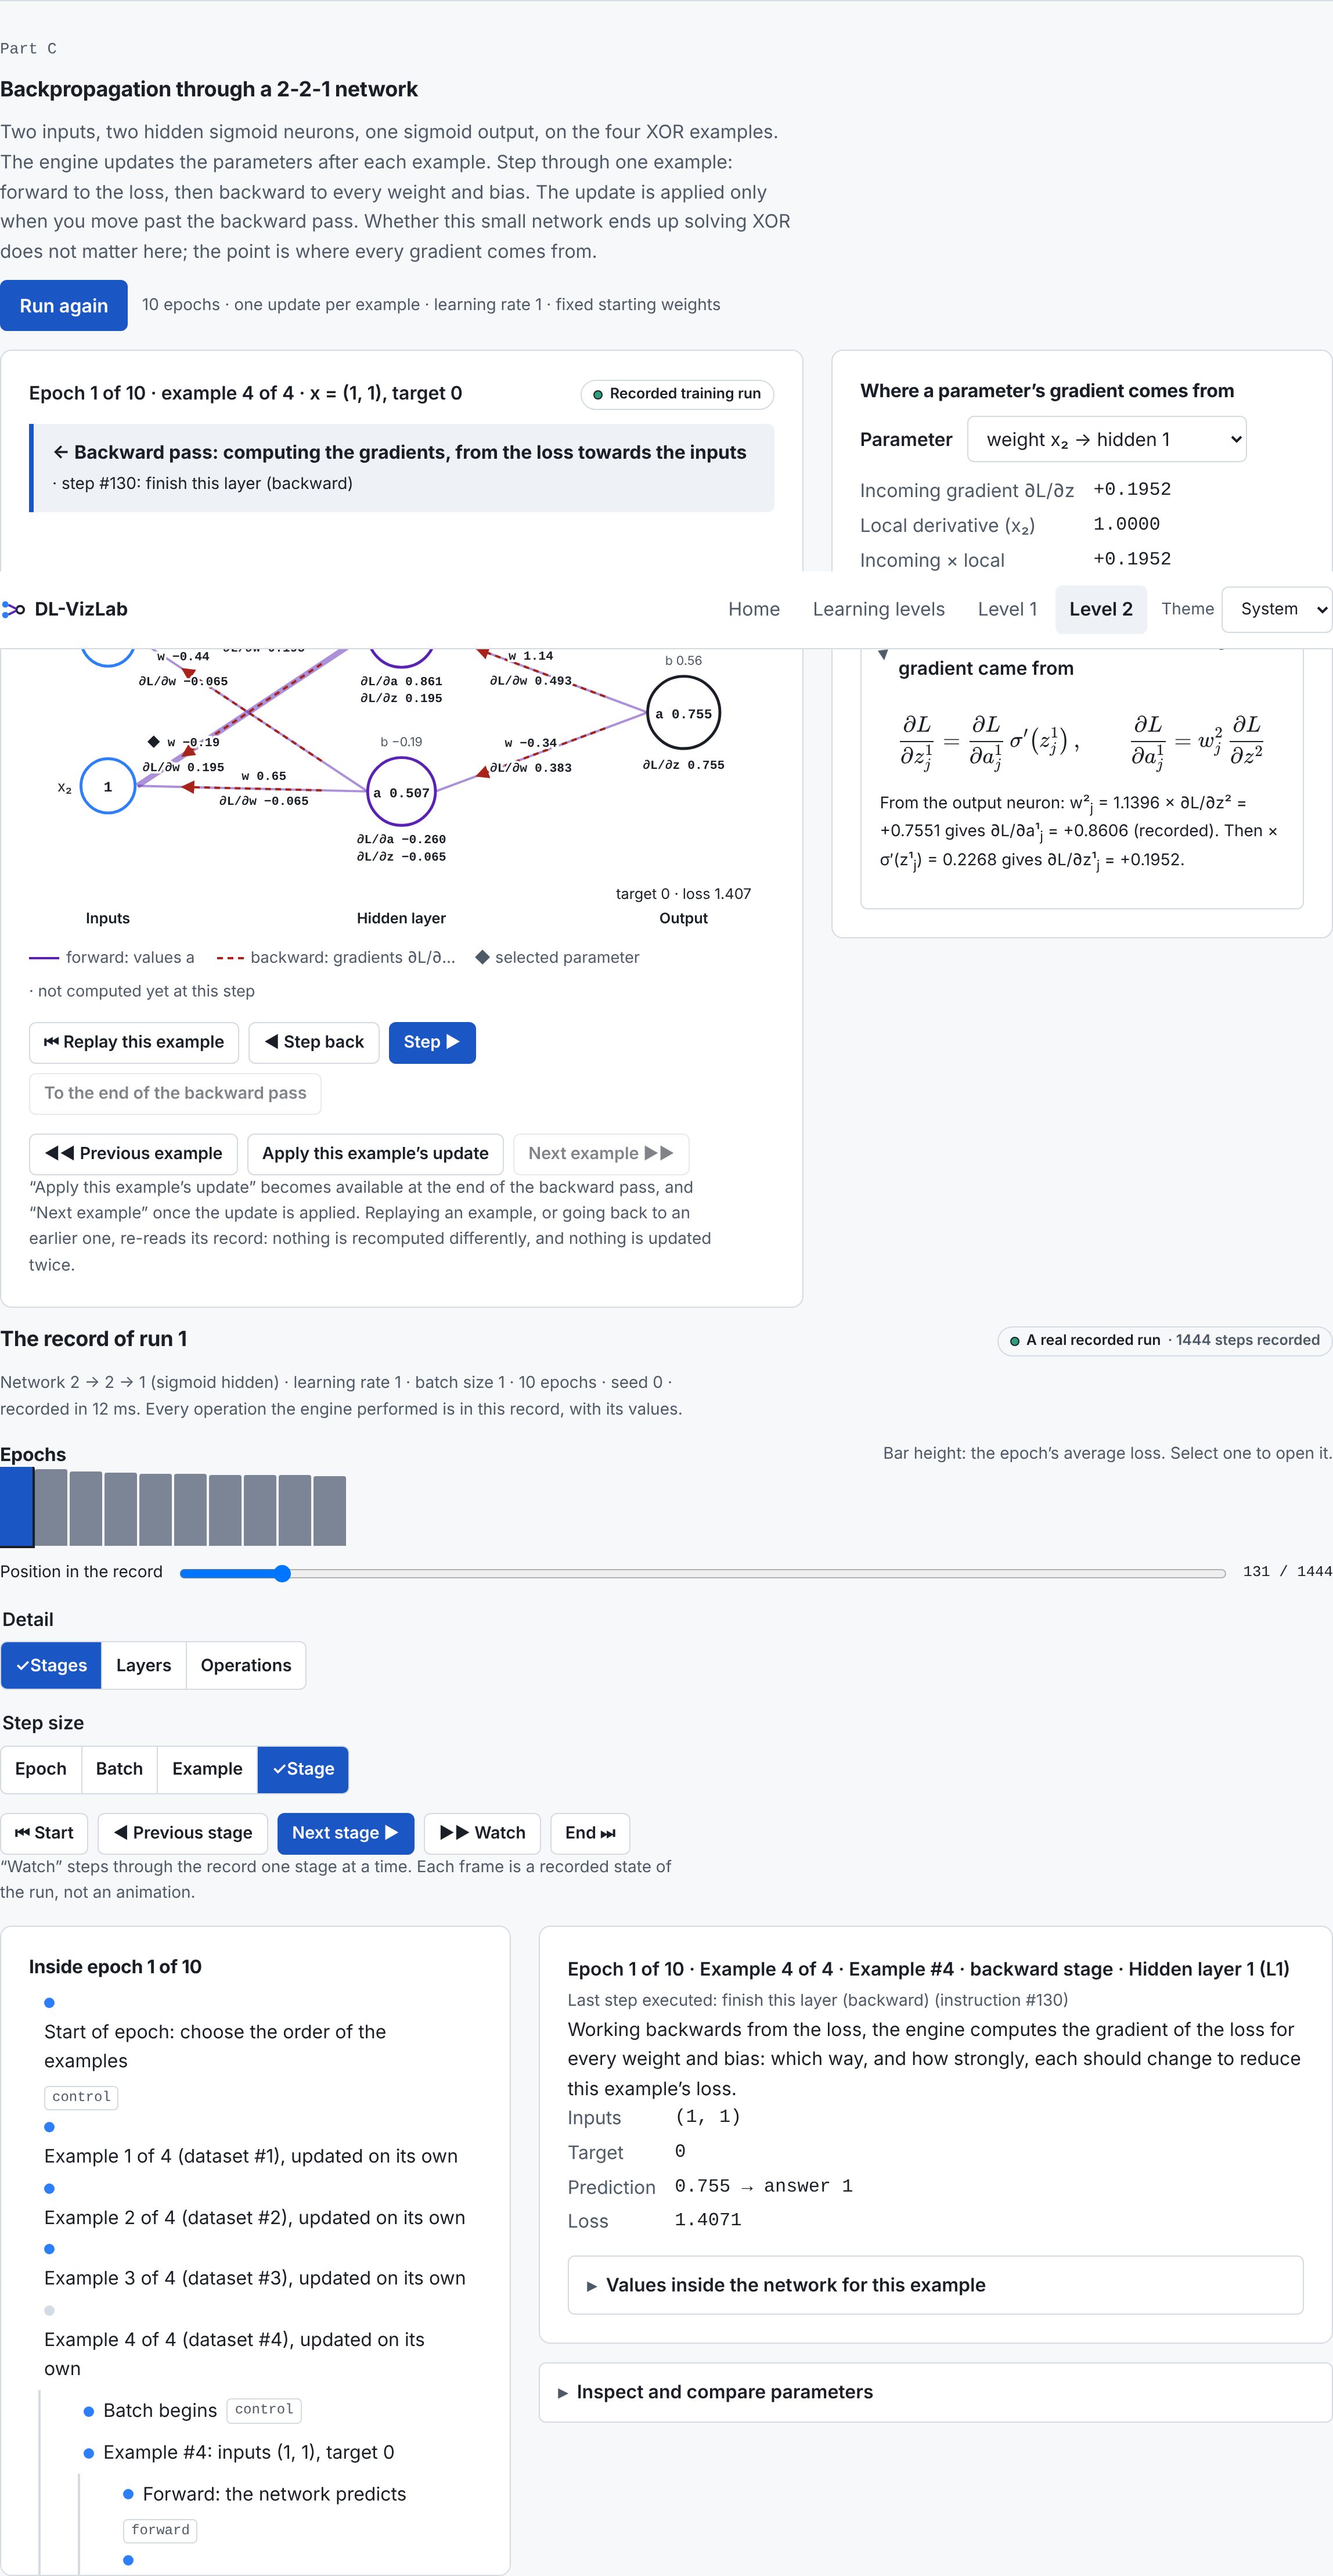 Part C
Backpropagation through a 2-2-1 network
Two inputs, two hidden sigmoid neurons, one sigmoid output, on the four XOR examples.
The engine updates the parameters after each example. Step through one example:
forward to the loss, then backward to every weight and bias. The update is applied only
when you move past the backward pass. Whether this small network ends up solving XOR
does not matter here; the point is where every gradient comes from.
Run again
10 epochs · one update per example · learning rate 1 · fixed starting weights
Epoch 1 of 10 · example 4 of 4 · x = (1, 1), target 0
Recorded training run
← Backward pass: computing the gradients, from the loss towards the inputs
· step #130: finish this layer (backward)
Where a parameter’s gradient comes from
Parameter
weight x₂ → hidden 1
Incoming gradient ∂L/∂z +0.1952
Local derivative (x₂) 1.0000
Incoming × local +0.1952
DL-VizLab
Home
Learning levels
Level 1
Level 2
Theme
System
w −0.44
∂L/∂w −0.065
∂L/∂a 0.861
∂L/∂z 0.195
w 1.14
∂L/∂w 0.493
b 0.56
a 0.755
∂L/∂z 0.755
◆ w −0.19
∂L/∂w 0.195
b −0.19
w −0.34
∂L/∂w 0.383
x₂
1
w 0.65
∂L/∂w −0.065
a 0.507
∂L/∂a −0.260
∂L/∂z −0.065
target 0 · loss 1.407
Inputs
Hidden layer
Output
gradient came from
∂L/∂z¹ⱼ = ∂L/∂a¹ⱼ σ′(z¹ⱼ) , ∂L/∂a¹ⱼ = w²ⱼ ∂L/∂z²
From the output neuron: w²ⱼ = 1.1396 × ∂L/∂z² =
+0.7551 gives ∂L/∂a¹ⱼ = +0.8606 (recorded). Then ×
σ′(z¹ⱼ) = 0.2268 gives ∂L/∂z¹ⱼ = +0.1952.
forward: values a
backward: gradients ∂L/∂…
◆ selected parameter
· not computed yet at this step
⏮ Replay this example
◀ Step back
Step ▶
To the end of the backward pass
◀◀ Previous example
Apply this example’s update
Next example ▶▶
“Apply this example’s update” becomes available at the end of the backward pass, and
“Next example” once the update is applied. Replaying an example, or going back to an
earlier one, re-reads its record: nothing is recomputed differently, and nothing is updated
twice.
The record of run 1
A real recorded run · 1444 steps recorded
Network 2 → 2 → 1 (sigmoid hidden) · learning rate 1 · batch size 1 · 10 epochs · seed 0 ·
recorded in 12 ms. Every operation the engine performed is in this record, with its values.
Epochs
Bar height: the epoch’s average loss. Select one to open it.
Position in the record
131 / 1444
Detail
✓Stages
Layers
Operations
Step size
Epoch
Batch
Example
✓Stage
⏮ Start
◀ Previous stage
Next stage ▶
▶▶ Watch
End ⏭
“Watch” steps through the record one stage at a time. Each frame is a recorded state of
the run, not an animation.
Inside epoch 1 of 10
Start of epoch: choose the order of the
examples
control
Example 1 of 4 (dataset #1), updated on its own
Example 2 of 4 (dataset #2), updated on its own
Example 3 of 4 (dataset #3), updated on its own
Example 4 of 4 (dataset #4), updated on its
own
Batch begins control
Example #4: inputs (1, 1), target 0
Forward: the network predicts
forward
Epoch 1 of 10 · Example 4 of 4 · Example #4 · backward stage · Hidden layer 1 (L1)
Last step executed: finish this layer (backward) (instruction #130)
Working backwards from the loss, the engine computes the gradient of the loss for
every weight and bias: which way, and how strongly, each should change to reduce
this example’s loss.
Inputs (1, 1)
Target 0
Prediction 0.755 → answer 1
Loss 1.4071
▸ Values inside the network for this example
▸ Inspect and compare parameters